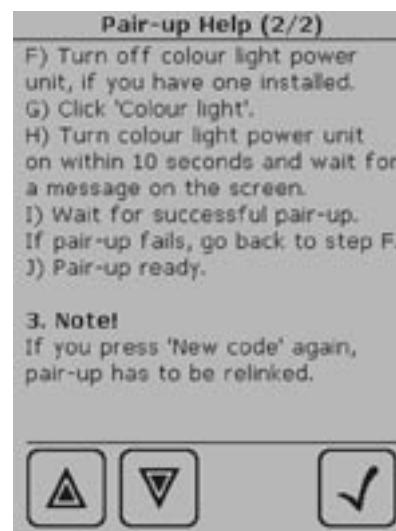 Pair-up Help (2/2)
F) Turn off colour light power
unit, if you have one installed.
G) Click 'Colour light'.
H) Turn colour light power unit
on within 10 seconds and wait for
a message on the screen.
I) Wait for successful pair-up.
If pair-up fails, go back to step F.
J) Pair-up ready.
3. Note!
If you press 'New code' again,
pair-up has to be relinked.